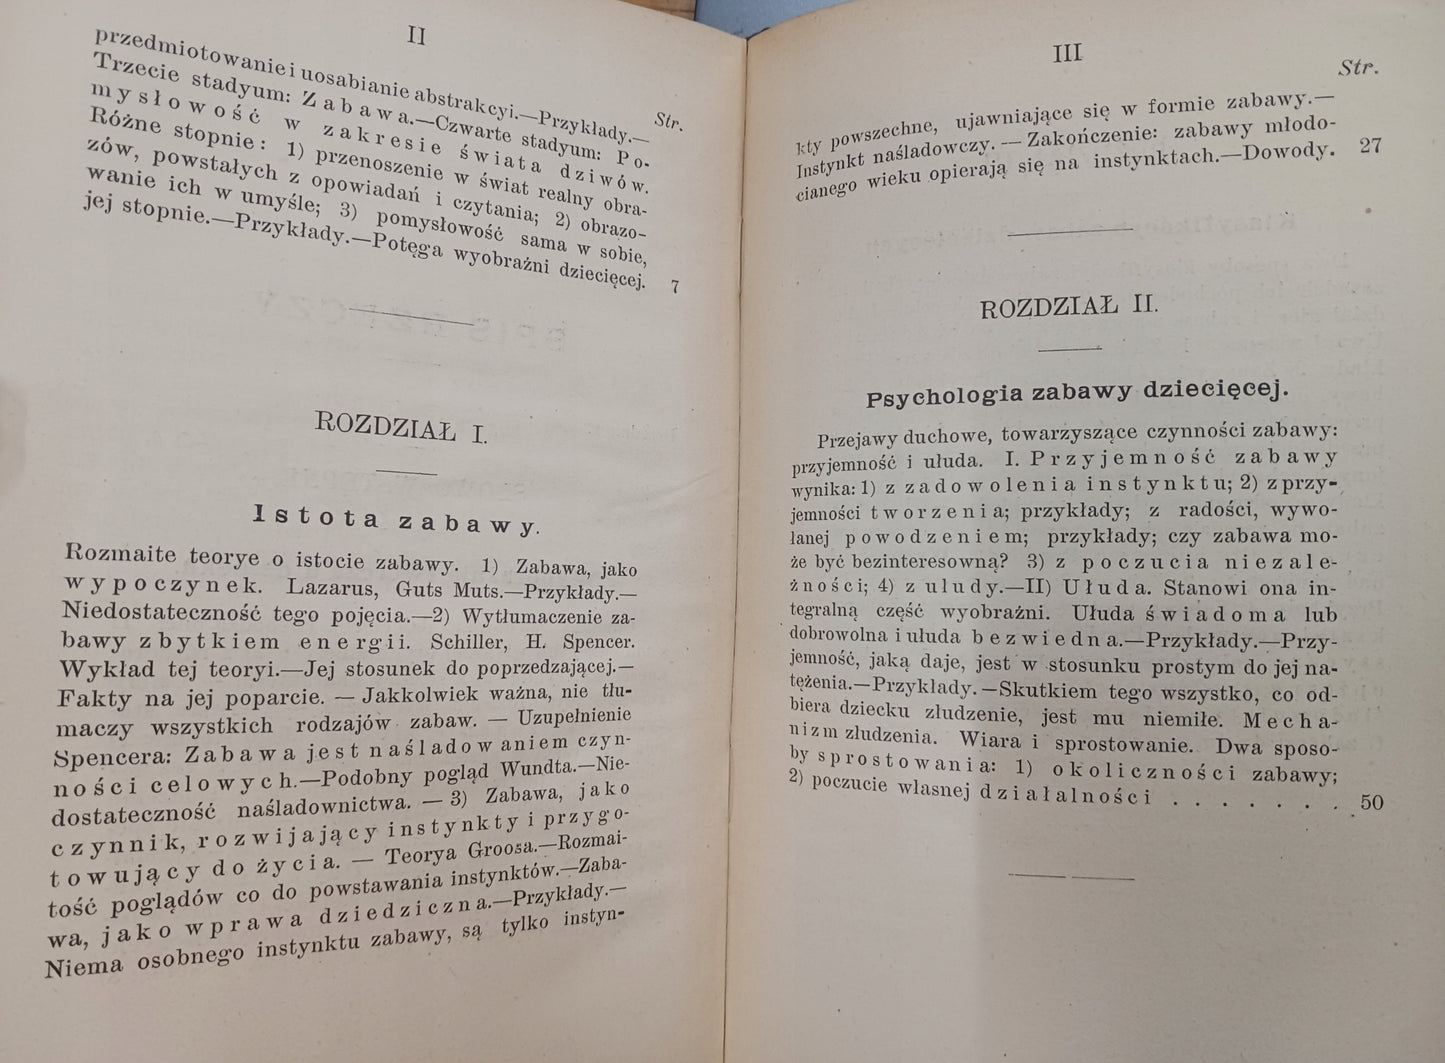 II
Str.
przedmiotowanie i uosabianie abstrakcyi.—Przykłady.—
Trzecie stadyum: Zabawa.—Czwarte stadyum: Po-
mysłowość w zakresie świata dziwów.
Różne stopnie: 1) przenoszenie w świat realny obra-
zów, powstałych z opowiadań i czytania; 2) obrazo-
wanie ich w umyśle; 3) pomysłowość sama w sobie,
jej stopnie.—Przykłady.—Potęga wyobraźni dziecięcej. 7
ROZDZIAŁ I.
Istota zabawy.
Rozmaite teorye o istocie zabawy. 1) Zabawa, jako
wypoczynek. Lazarus, Guts Muts.—Przykłady.—
Niedostateczność tego pojęcia.—2) Wytłumaczenie za-
bawy zbytkiem energii. Schiller, H. Spencer.
Wykład tej teoryi.—Jej stosunek do poprzedzającej.—
Fakty na jej poparcie. — Jakkolwiek ważna, nie tłu-
maczy wszystkich rodzajów zabaw. — Uzupełnienie
Spencera: Zabawa jest naśladowaniem czyn-
ności celowych.—Podobny pogląd Wundta.—Nie-
dostateczność naśladownictwa. — 3) Zabawa, jako
czynnik, rozwijający instynkty i przygo-
towujący do życia. — Teorya Groosa.—Rozmai-
tość poglądów co do powstawania instynktów.—Zaba-
wa, jako wprawa dziedziczna.—Przykłady.—
Niema osobnego instynktu zabawy, są tylko instyn-
III
Str.
kty powszechne, ujawniające się w formie zabawy.—
Instynkt naśladowczy. — Zakończenie: zabawy młodo-
cianego wieku opierają się na instynktach.—Dowody. 27
ROZDZIAŁ II.
Psychologia zabawy dziecięcej.
Przejawy duchowe, towarzyszące czynności zabawy:
przyjemność i ułuda. I. Przyjemność zabawy
wynika: 1) z zadowolenia instynktu; 2) z przy-
jemności tworzenia; przykłady; z radości, wywo-
łanej powodzeniem; przykłady; czy zabawa mo-
że być bezinteresowną? 3) z poczucia niezale-
żności; 4) z uludy.—II) Ułuda. Stanowi ona in-
tegralną część wyobraźni. Ułuda świadoma lub
dobrowolna i uluda bezwiedna.—Przykłady.—Przy-
jemność, jaką daje, jest w stosunku prostym do jej na-
tężenia.—Przykłady.—Skutkiem tego wszystko, co od-
biera dziecku złudzenie, jest mu niemiłe. Mecha-
nizm złudzenia. Wiara i sprostowanie. Dwa sposo-
by sprostowania: 1) okoliczności zabawy;
2) poczucie własnej działalności . . . . . . . 50